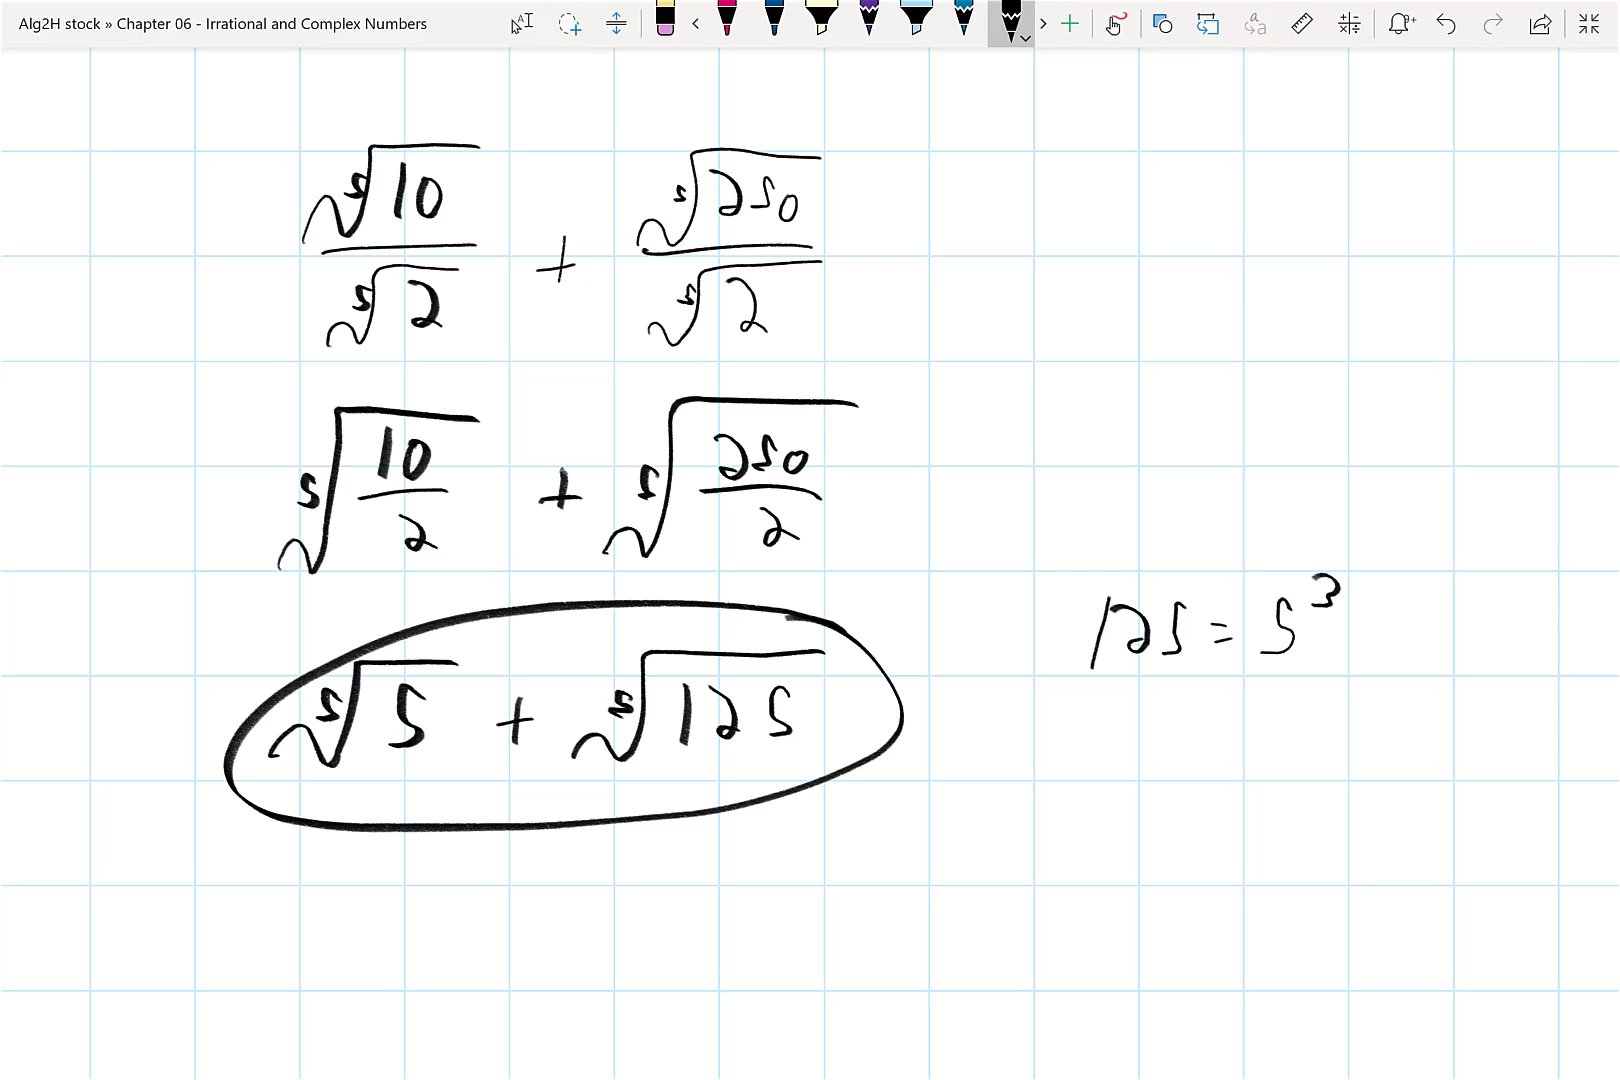 Alg2H stock » Chapter 06 - Irrational and Complex Numbers
⁵√10 / ⁵√2 + ⁵√250 / ⁵√2
⁵√(10/2) + ⁵√(250/2)
125 = 5³
⁵√5 + ⁵√125